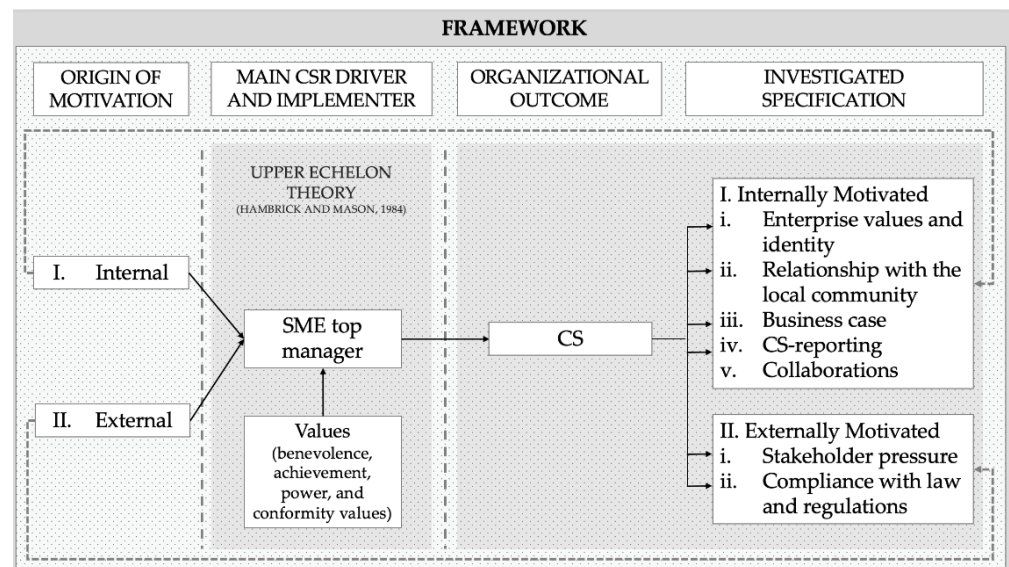 FRAMEWORK
ORIGIN OF
MOTIVATION
MAIN CSR DRIVER
AND IMPLEMENTER
ORGANIZATIONAL
OUTCOME
INVESTIGATED
SPECIFICATION
UPPER ECHELON
THEORY
(HAMBRICK AND MASON, 1984)
I. Internal
II. External
SME top
manager
Values
(benevolence,
achievement,
power, and
conformity values)
CS
I. Internally Motivated
i. Enterprise values and
identity
ii. Relationship with the
local community
iii. Business case
iv. CS-reporting
v. Collaborations
II. Externally Motivated
i. Stakeholder pressure
ii. Compliance with law
and regulations